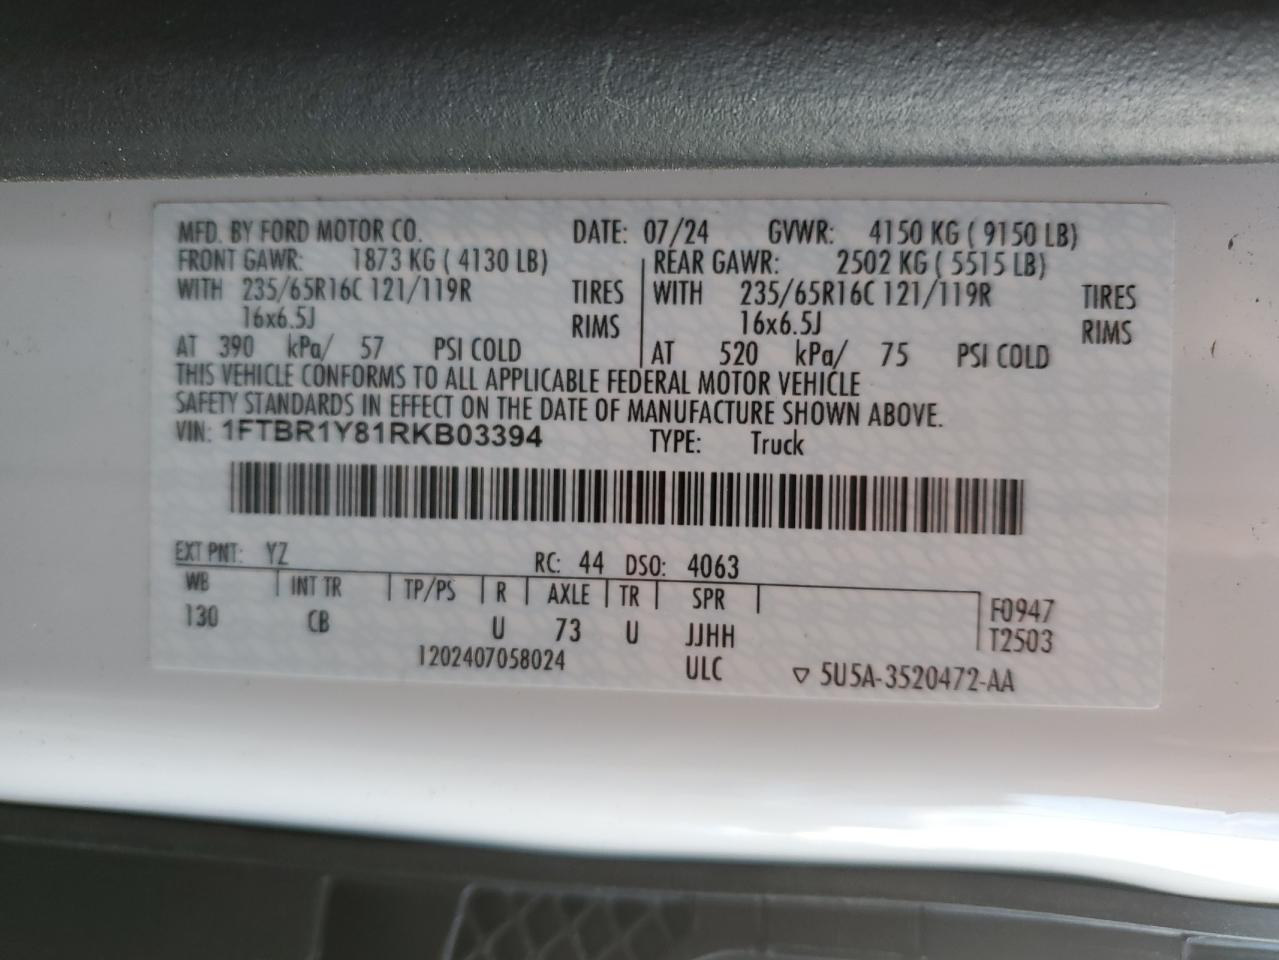 MFD. BY FORD MOTOR CO. DATE: 07/24 GVWR: 4150 KG ( 9150 LB)
FRONT GAWR: 1873 KG ( 4130 LB) REAR GAWR: 2502 KG ( 5515 LB)
WITH 235/65R16C 121/119R TIRES WITH 235/65R16C 121/119R TIRES
16x6.5J RIMS 16x6.5J RIMS
AT 390 kPa/ 57 PSI COLD AT 520 kPa/ 75 PSI COLD
THIS VEHICLE CONFORMS TO ALL APPLICABLE FEDERAL MOTOR VEHICLE
SAFETY STANDARDS IN EFFECT ON THE DATE OF MANUFACTURE SHOWN ABOVE.
VIN: 1FTBR1Y81RKB03394 TYPE: Truck
EXT PNT: YZ RC: 44 DSO: 4063
WB INT TR TP/PS R AXLE TR SPR F0947
130 CB U 73 U JJHH T2503
1202407058024 ULC ▽ 5U5A-3520472-AA